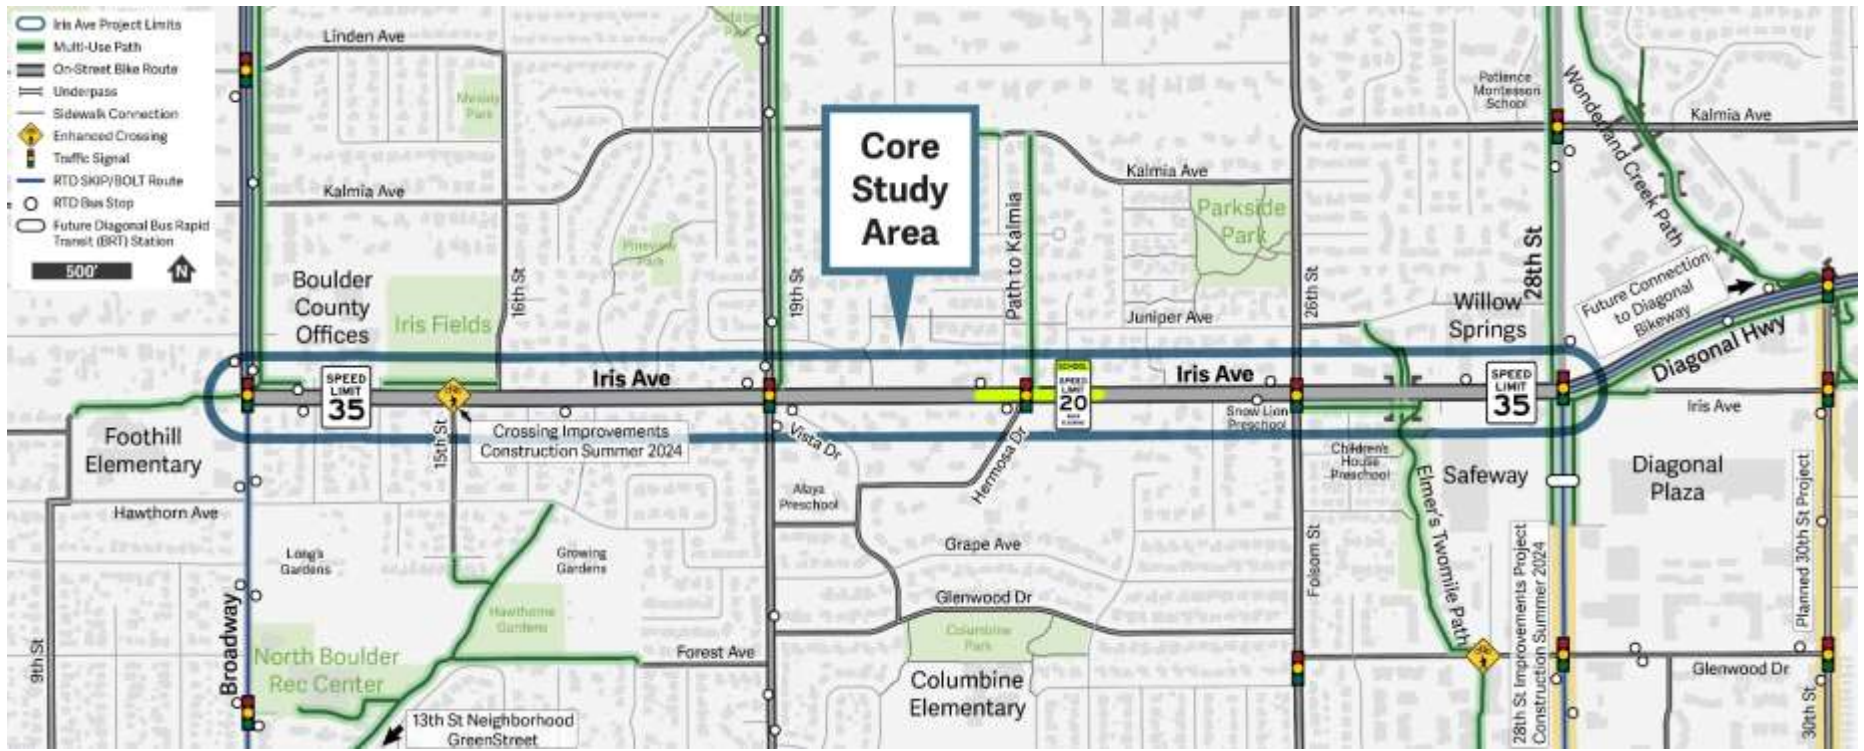 Iris Ave Project Limits
Multi-Use Path
On-Street Bike Route
Underpass
Sidewalk Connection
Enhanced Crossing
Traffic Signal
RTD SKIP/BOLT Route
RTD Bus Stop
Future Diagonal Bus Rapid
Transit (BRT) Station
500'
N
Linden Ave
Kalmia Ave
Boulder
County
Offices
Iris Fields
16th St
Pineview
Park
19th St
Core
Study
Area
Path to Kalmia
Kalmia Ave
Parkside
Park
Juniper Ave
26th St
Patience
Montessori
School
28th St
Wonderland Creek Path
Kalmia Ave
Willow
Springs
Future Connection
to Diagonal
Bikeway
Diagonal Hwy
SPEED
LIMIT
35
Iris Ave
SCHOOL
SPEED
LIMIT
20
Iris Ave
SPEED
LIMIT
35
Iris Ave
Foothill
Elementary
15th St
Crossing Improvements
Construction Summer 2024
Vista Dr
Hermosa Dr
Snow Lion
Preschool
Children's
House
Preschool
Elmer's Twomile Path
Safeway
Diagonal
Plaza
Hawthorn Ave
Alaya
Preschool
Long's
Gardens
Growing
Gardens
Grape Ave
Folsom St
28th St Improvements Project
Construction Summer 2024
Planned 30th St Project
Broadway
9th St
Hawthorne
Gardens
Glenwood Dr
Columbine
Park
North Boulder
Rec Center
Forest Ave
Columbine
Elementary
Glenwood Dr
30th St
13th St Neighborhood
GreenStreet